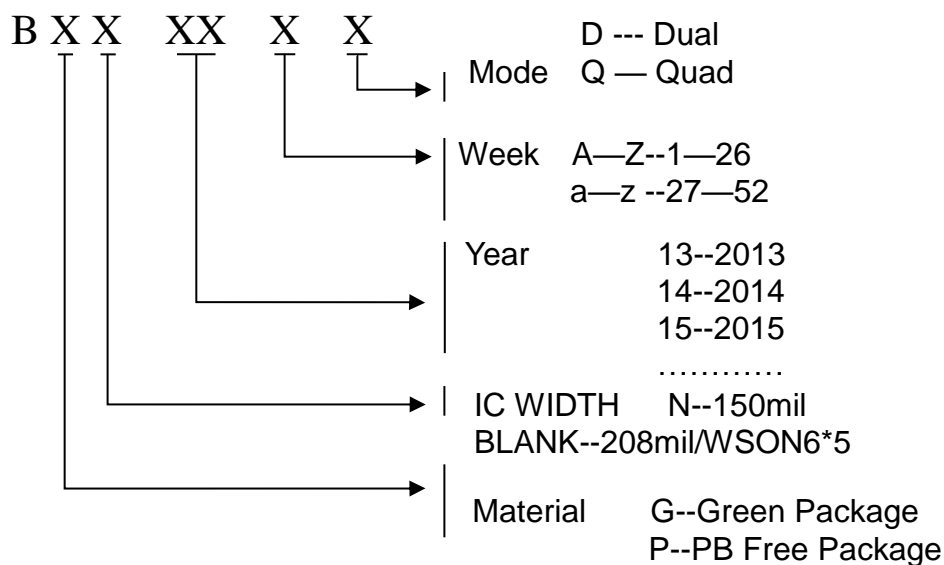 B X X XX X X
D --- Dual
Mode Q — Quad
Week A—Z--1—26
a—z --27—52
Year 13--2013
14--2014
15--2015
…………
IC WIDTH N--150mil
BLANK--208mil/WSON6*5
Material G--Green Package
P--PB Free Package